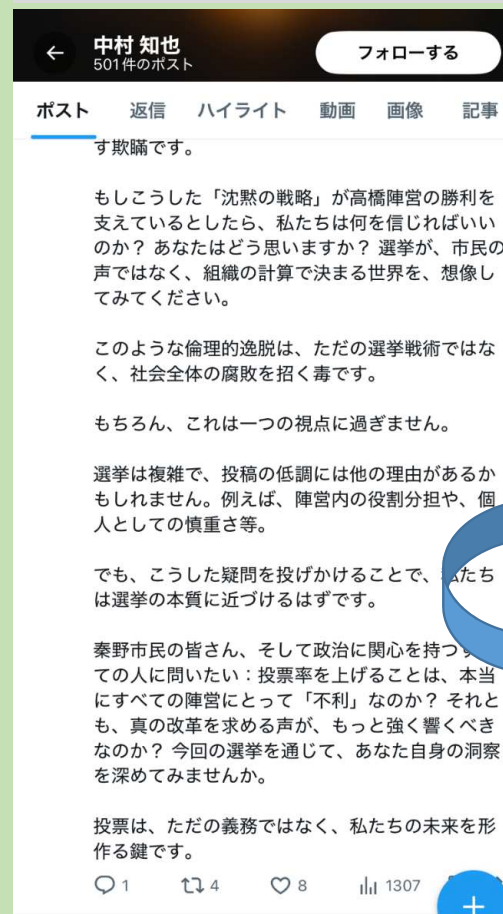 中村 知也
501件のポスト
フォローする
ポスト 返信 ハイライト 動画 画像 記事
す欺瞞です。
もしこうした「沈黙の戦略」が高橋陣営の勝利を
支えているとしたら、私たちは何を信じればいい
のか？ あなたはどう思いますか？ 選挙が、市民の
声ではなく、組織の計算で決まる世界を、想像し
てみてください。
このような倫理的逸脱は、ただの選挙戦術ではな
く、社会全体の腐敗を招く毒です。
もちろん、これは一つの視点に過ぎません。
選挙は複雑で、投稿の低調には他の理由があるか
もしれません。例えば、陣営内の役割分担や、個
人としての慎重さ等。
でも、こうした疑問を投げかけることで、私たち
は選挙の本質に近づけるはずです。
秦野市民の皆さん、そして政治に関心を持つ
ての人に問いたい：投票率を上げることは、本当
にすべての陣営にとって「不利」なのか？ それと
も、真の改革を求める声が、もっと強く響くべき
なのか？ 今回の選挙を通じて、あなた自身の洞察
を深めてみませんか。
投票は、ただの義務ではなく、私たちの未来を形
作る鍵です。
1 4 8 1307